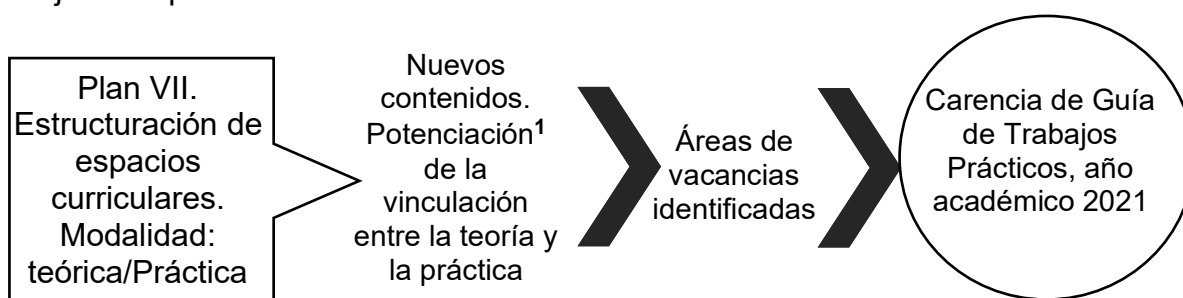 Plan VII.
Estructuración de
espacios
curriculares.
Modalidad:
teórica/Práctica
Nuevos
contenidos.
Potenciación¹
de la
vinculación
entre la teoría y
la práctica
Áreas de
vacancias
identificadas
Carencia de Guía
de Trabajos
Prácticos, año
académico 2021